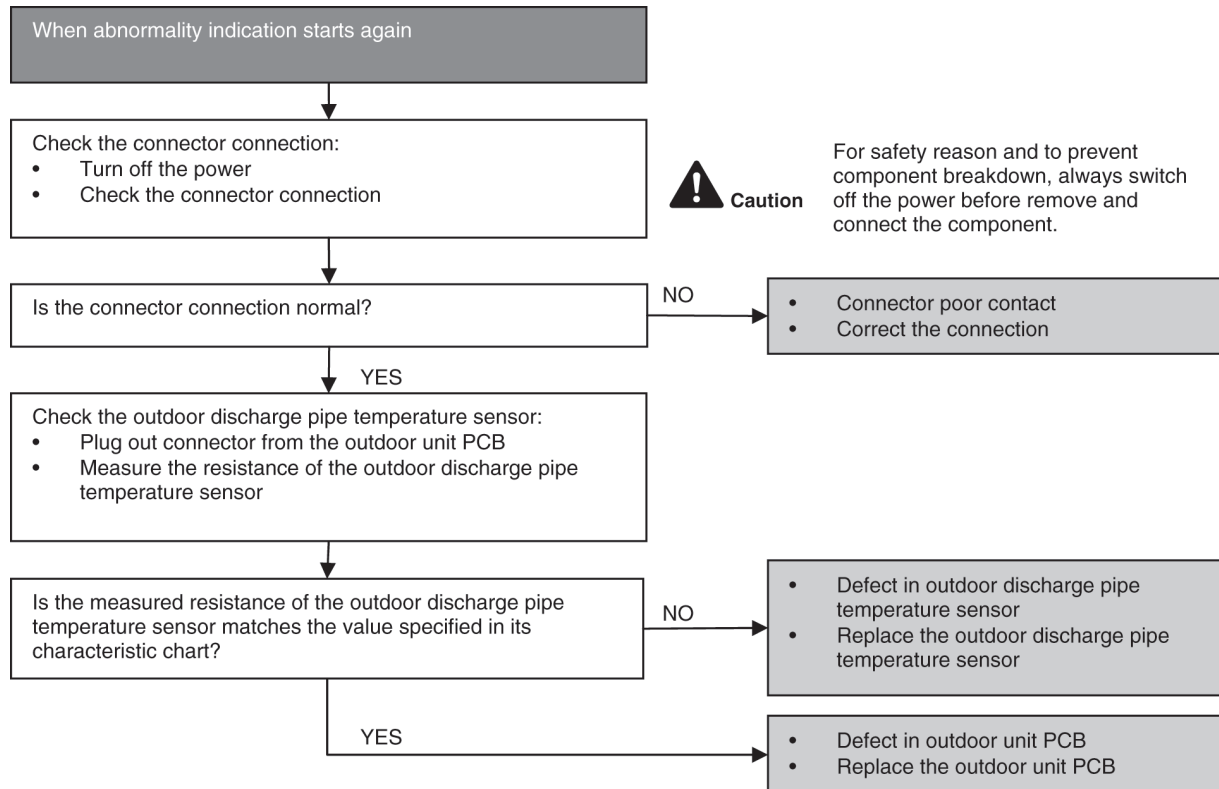 When abnormality indication starts again
Check the connector connection:
• Turn off the power
• Check the connector connection
Caution
For safety reason and to prevent
component breakdown, always switch
off the power before remove and
connect the component.
Is the connector connection normal?
NO
• Connector poor contact
• Correct the connection
YES
Check the outdoor discharge pipe temperature sensor:
• Plug out connector from the outdoor unit PCB
• Measure the resistance of the outdoor discharge pipe
temperature sensor
Is the measured resistance of the outdoor discharge pipe
temperature sensor matches the value specified in its
characteristic chart?
NO
• Defect in outdoor discharge pipe
temperature sensor
• Replace the outdoor discharge pipe
temperature sensor
YES
• Defect in outdoor unit PCB
• Replace the outdoor unit PCB